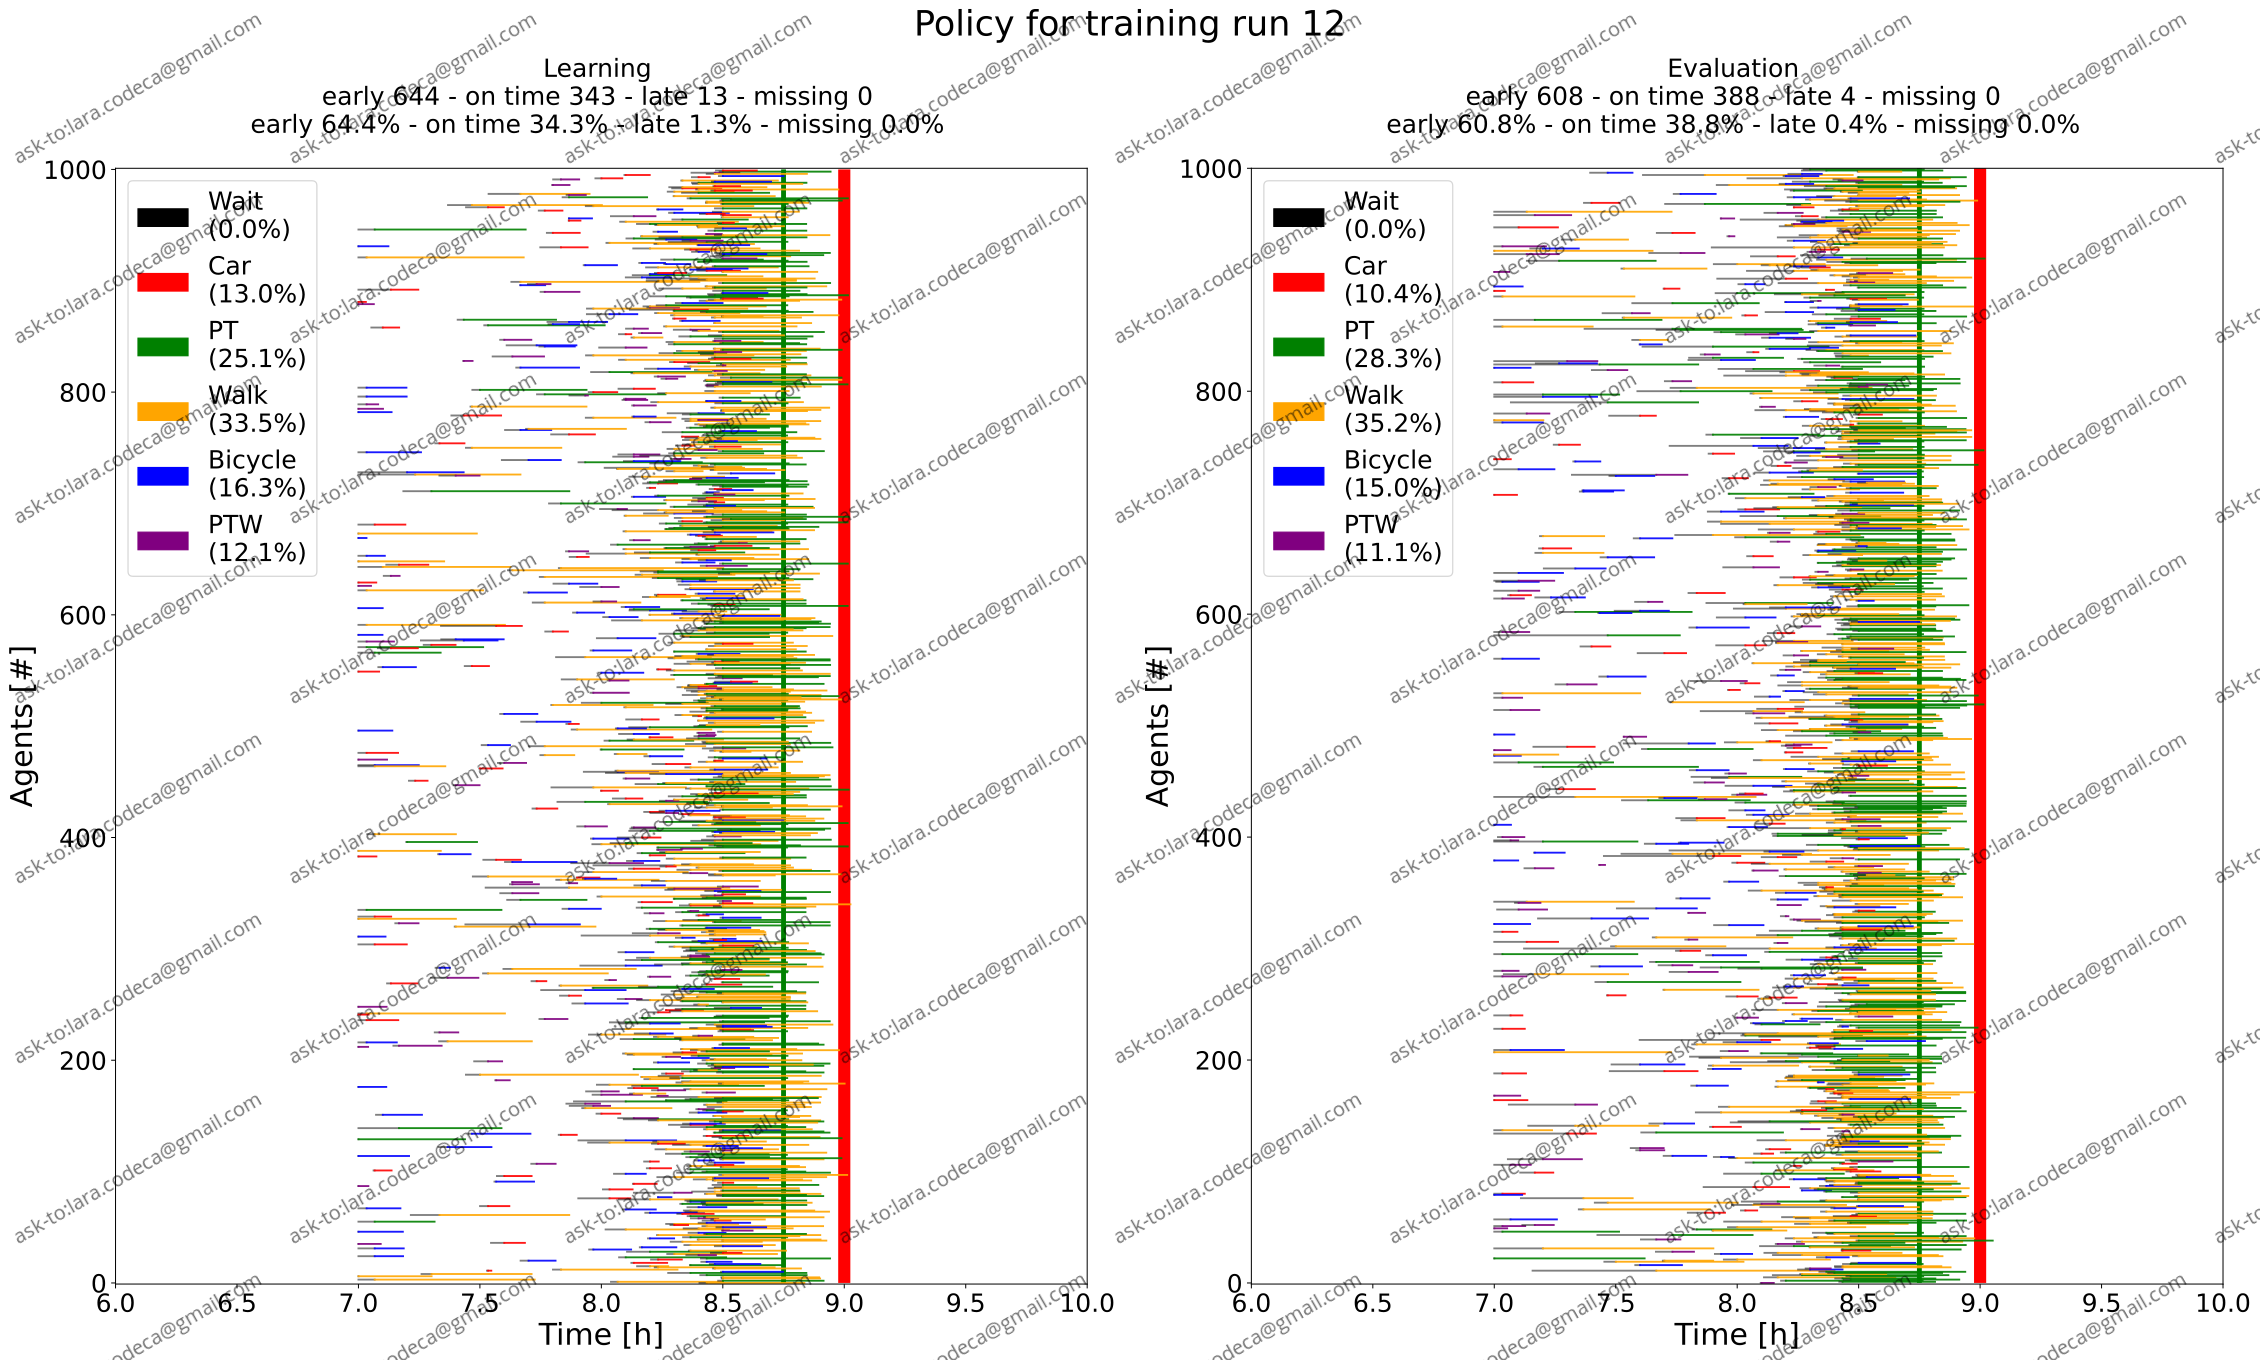 Policy for training run 12
Learning
early 644 - on time 343 - late 13 - missing 0
early 64.4% - on time 34.3% - late 1.3% - missing 0.0%
1000
800
600
400
200
0
Agents [#]
Wait
(0.0%)
Car
(13.0%)
PT
(25.1%)
Walk
(33.5%)
Bicycle
(16.3%)
PTW
(12.1%)
6.0 6.5 7.0 7.5 8.0 8.5 9.0 9.5 10.0
Time [h]
Evaluation
early 608 - on time 388 - late 4 - missing 0
early 60.8% - on time 38.8% - late 0.4% - missing 0.0%
1000
800
600
400
200
0
Agents [#]
Wait
(0.0%)
Car
(10.4%)
PT
(28.3%)
Walk
(35.2%)
Bicycle
(15.0%)
PTW
(11.1%)
6.0 6.5 7.0 7.5 8.0 8.5 9.0 9.5 10.0
Time [h]
ask-to:lara.codeca@gmail.com